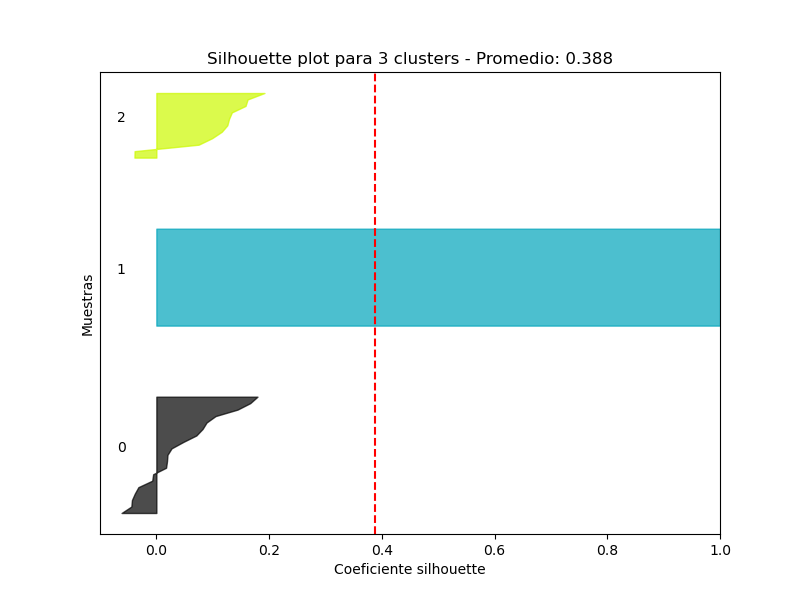 Silhouette plot para 3 clusters - Promedio: 0.388
2
1
0
Muestras
0.0 0.2 0.4 0.6 0.8 1.0
Coeficiente silhouette